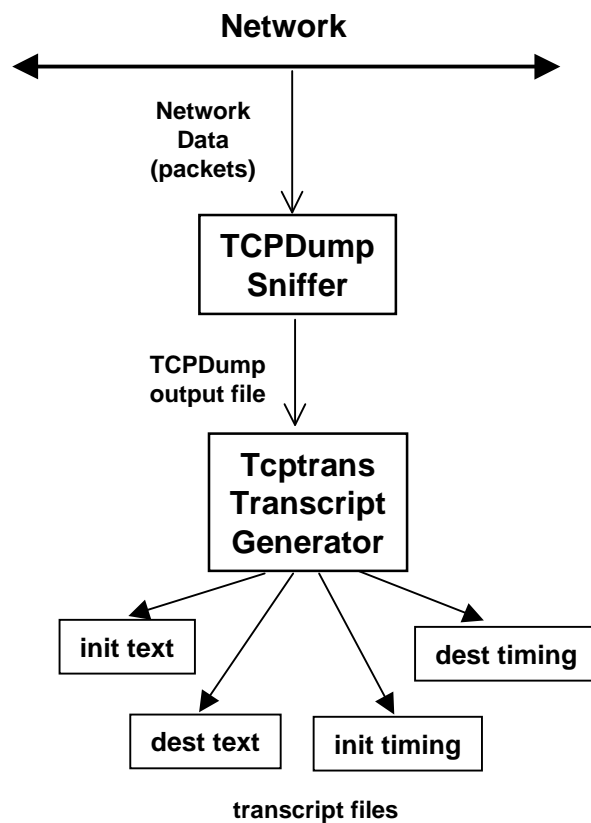 Network
Network
Data
(packets)
TCPDump
Sniffer
TCPDump
output file
Tcptrans
Transcript
Generator
init text
dest timing
dest text
init timing
transcript files